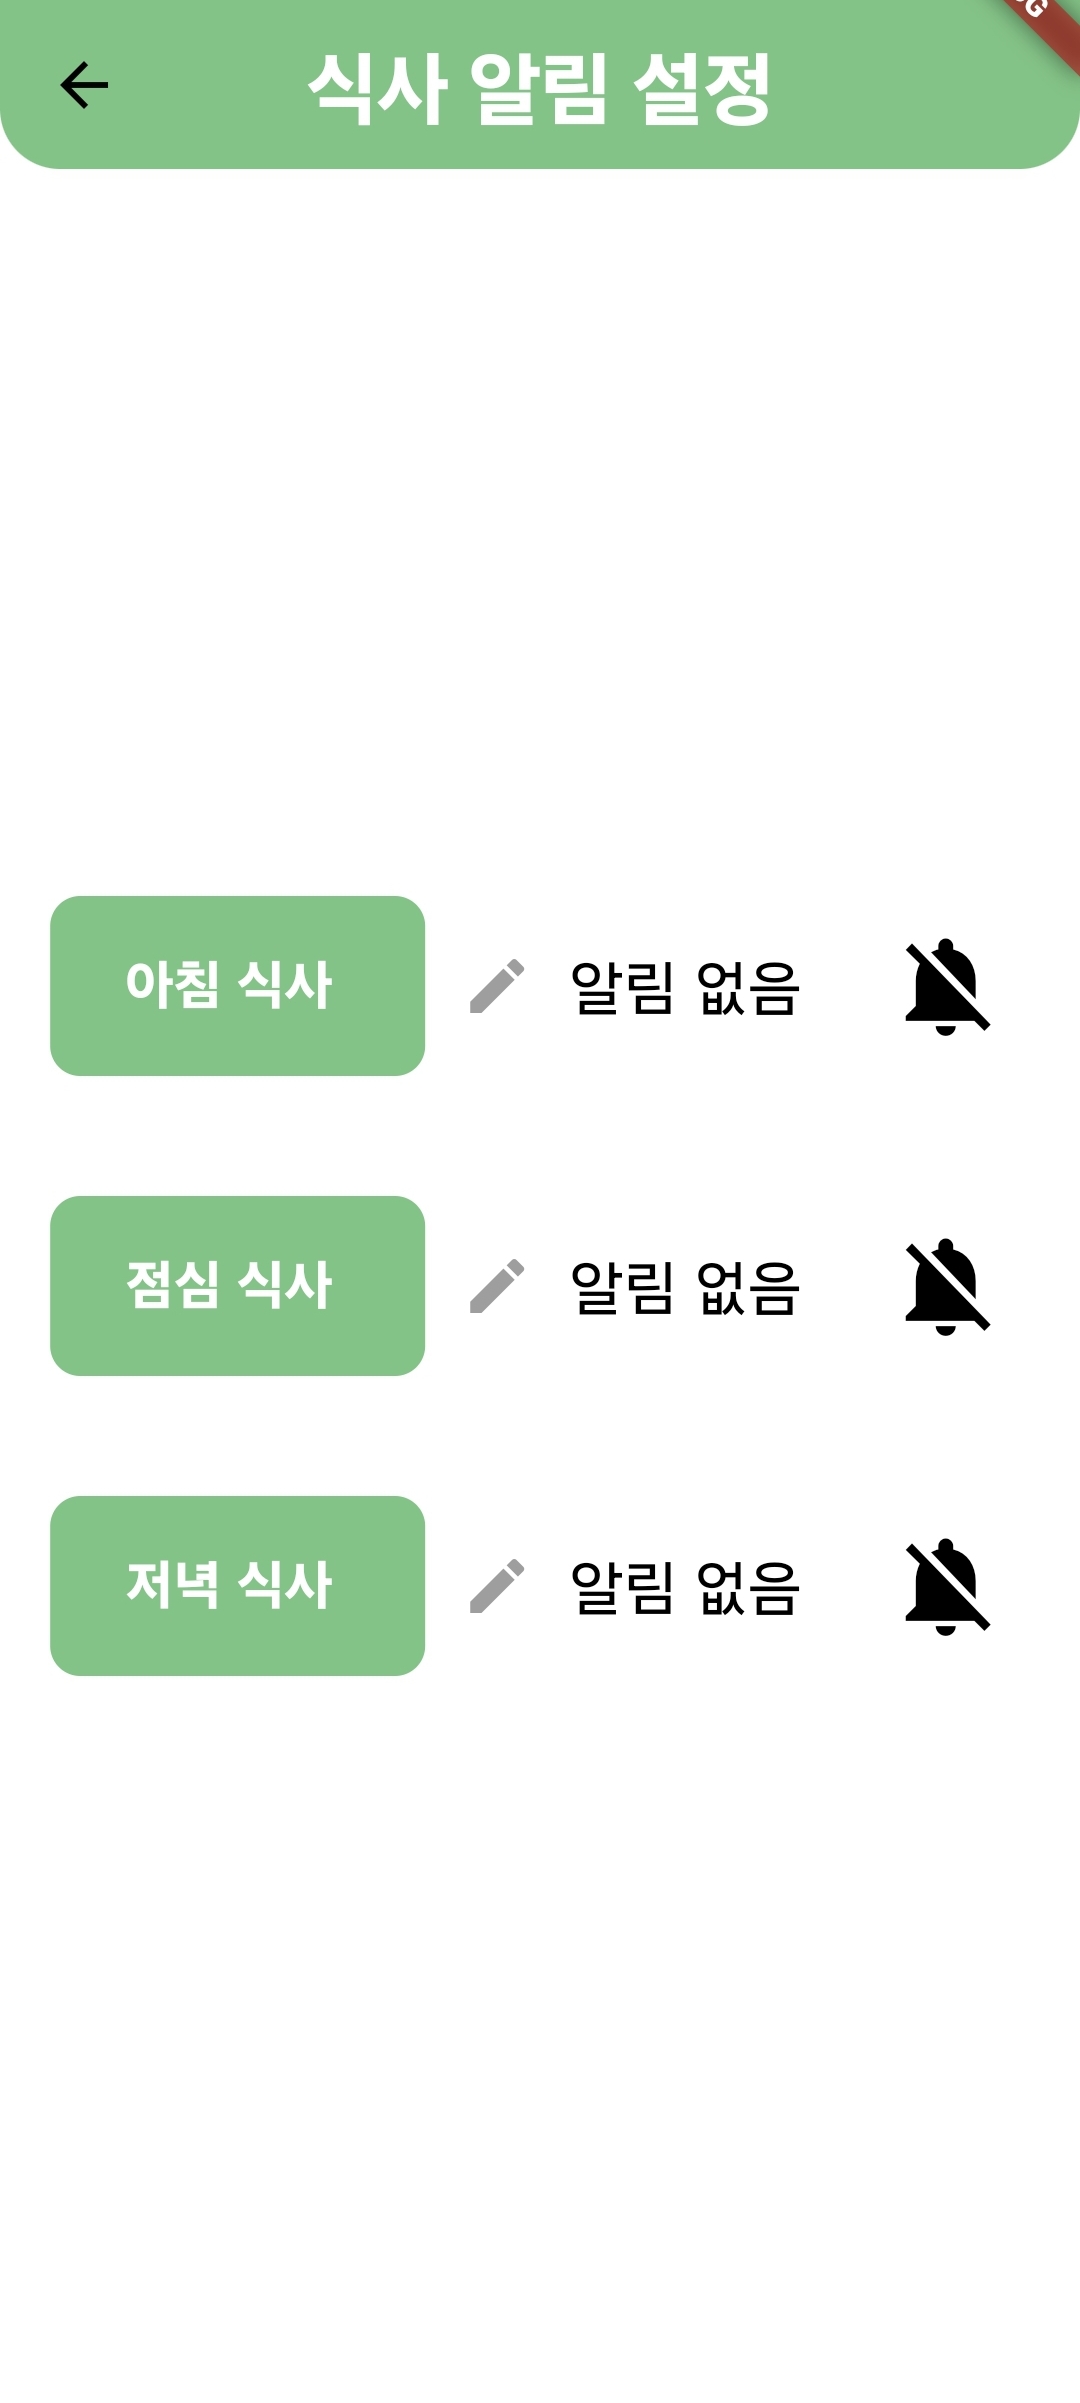 식사 알림 설정
아침 식사 알림 없음
점심 식사 알림 없음
저녁 식사 알림 없음